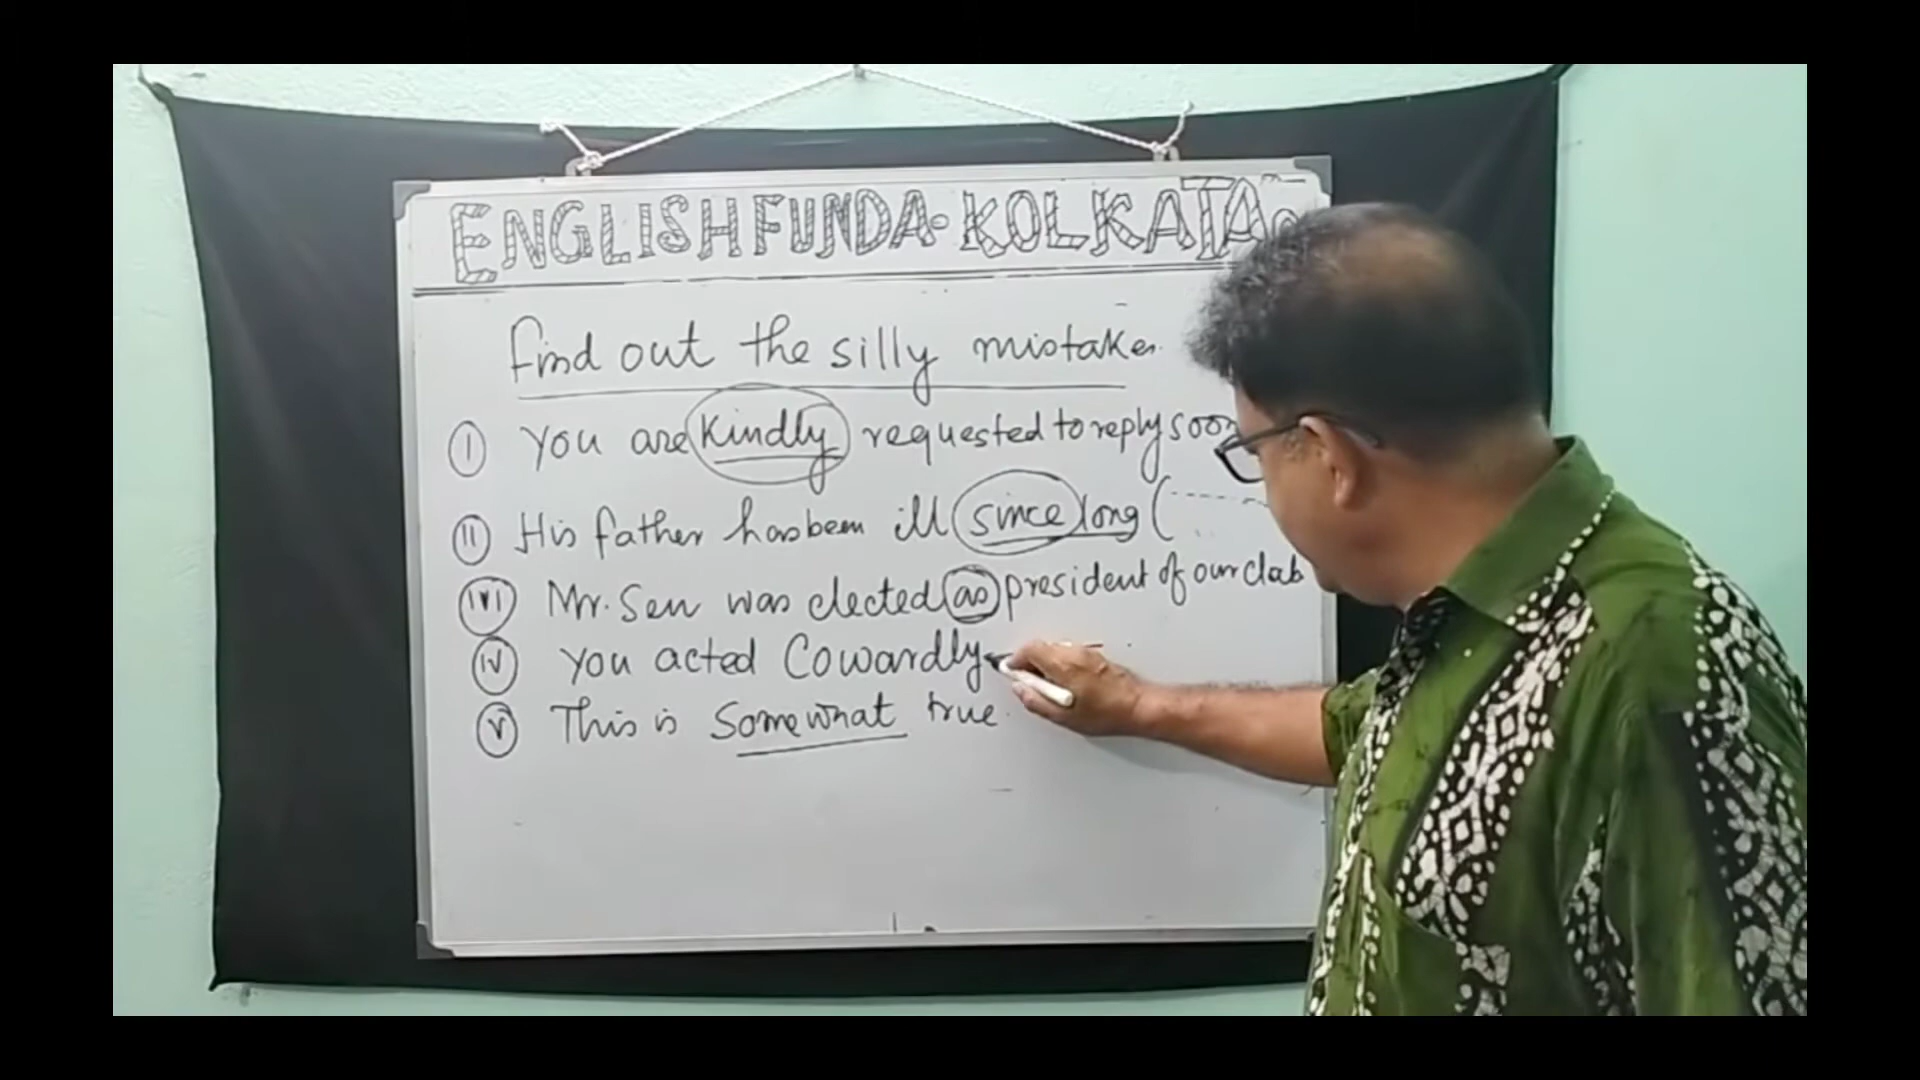 ENGLISH FUNDA. KOLKATA
find out the silly mistakes.
(I) You are kindly requested to reply soon
(II) His father has been ill since long (
(III) Mr. Sen was elected as president of our club
(IV) You acted Cowardly
(V) This is Somewhat true.